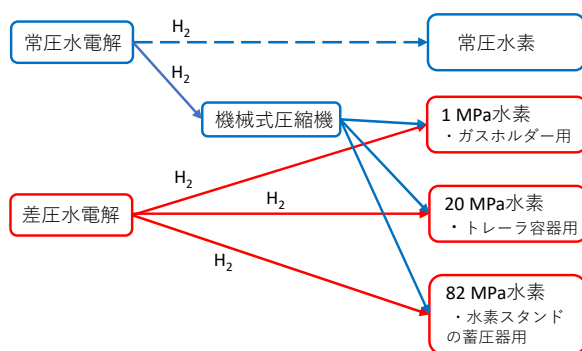 常圧水電解
H₂
常圧水素
H₂
機械式圧縮機
1 MPa水素
・ガスホルダー用
H₂
差圧水電解
H₂
20 MPa水素
・トレーラ容器用
H₂
82 MPa水素
・水素スタンド
の蓄圧器用